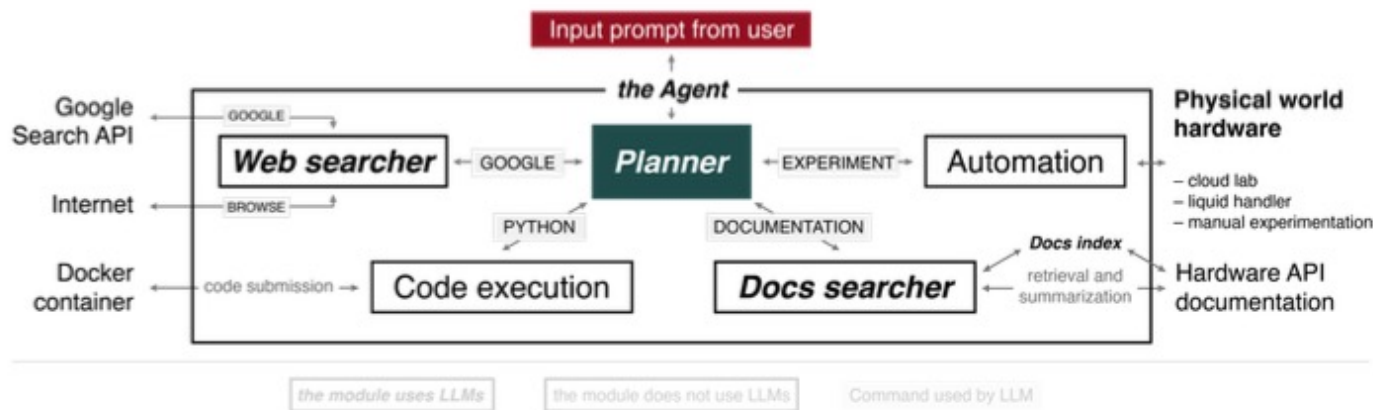 Input prompt from user
the Agent
Google
Search API
GOOGLE
Web searcher
GOOGLE
Planner
EXPERIMENT
Automation
Physical world
hardware
– cloud lab
– liquid handler
– manual experimentation
Internet
BROWSE
PYTHON
DOCUMENTATION
Docs index
Docker
container
code submission
Code execution
Docs searcher
retrieval and
summarization
Hardware API
documentation
the module uses LLMs
the module does not use LLMs
Command used by LLM